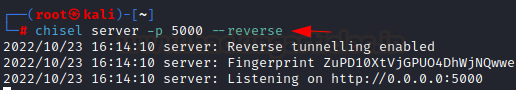 ┌──(root㉿kali)-[~]
└─# chisel server -p 5000 --reverse
2022/10/23 16:14:10 server: Reverse tunnelling enabled
2022/10/23 16:14:10 server: Fingerprint ZuPD10XtVjGPUO4DhWjNQwwe
2022/10/23 16:14:10 server: Listening on http://0.0.0.0:5000